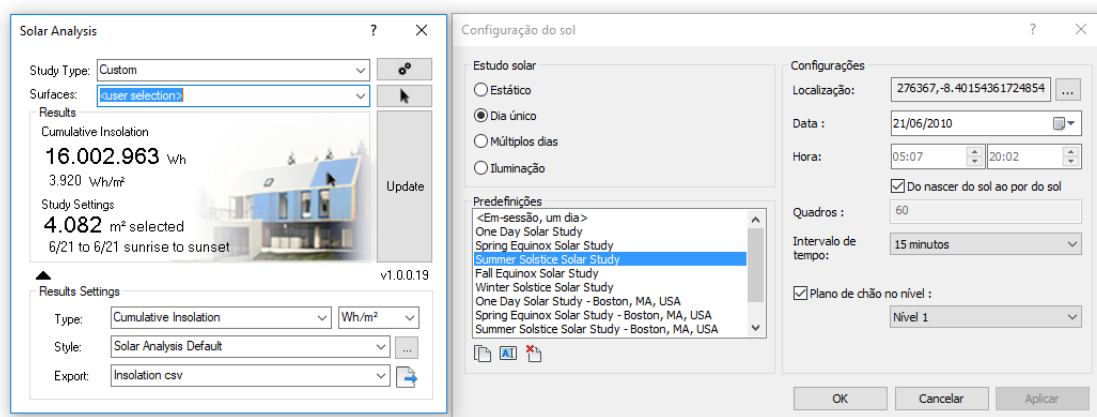 Solar Analysis
?
Study Type: Custom
Surfaces: <user selection>
Results
Cumulative Insolation
16.002.963 Wh
3.920 Wh/m²
Study Settings
4.082 m² selected
6/21 to 6/21 sunrise to sunset
Update
v1.0.0.19
Results Settings
Type: Cumulative Insolation Wh/m²
Style: Solar Analysis Default ...
Export: Insolation csv
Configuração do sol
?
Estudo solar
Estático
Dia único
Múltiplos dias
Iluminação
Predefinições
<Em-sessão, um dia>
One Day Solar Study
Spring Equinox Solar Study
Summer Solstice Solar Study
Fall Equinox Solar Study
Winter Solstice Solar Study
One Day Solar Study - Boston, MA, USA
Spring Equinox Solar Study - Boston, MA, USA
Summer Solstice Solar Study - Boston, MA, USA
AI
Configurações
Localização: 276367,-8.40154361724854 ...
Data : 21/06/2010
Hora: 05:07 20:02
Do nascer do sol ao por do sol
Quadros : 60
Intervalo de
tempo: 15 minutos
Plano de chão no nível :
Nível 1
OK Cancelar Aplicar